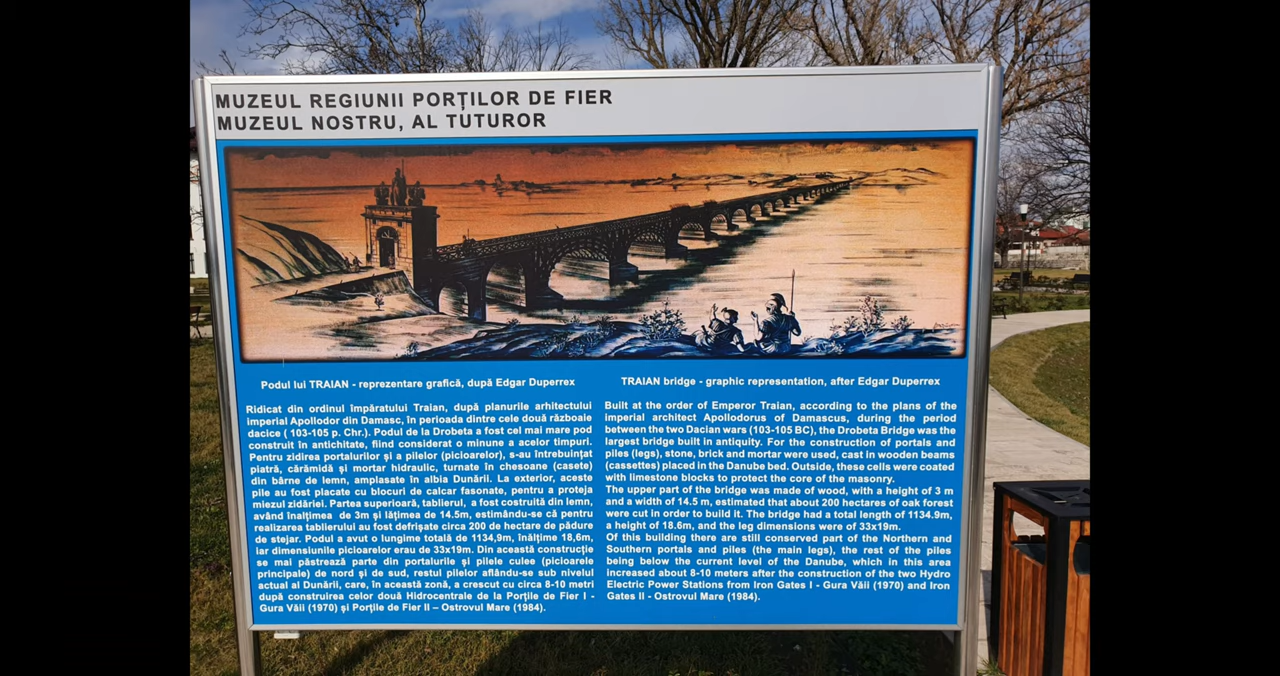 MUZEUL REGIUNII PORȚILOR DE FIER
MUZEUL NOSTRU, AL TUTUROR
Podul lui TRAIAN - reprezentare grafică, după Edgar Duperrex
Ridicat din ordinul împăratului Traian, după planurile arhitectului
imperial Apollodor din Damasc, în perioada dintre cele două războaie
dacice ( 103-105 p. Chr.). Podul de la Drobeta a fost cel mai mare pod
construit în antichitate, fiind considerat o minune a acelor timpuri.
Pentru zidirea portalurilor și a pilelor (picioarelor), s-au întrebuințat
piatră, cărămidă și mortar hidraulic, turnate în chesoane (casete)
din bârne de lemn, amplasate în albia Dunării. La exterior, aceste
pile au fost placate cu blocuri de calcar fasonate, pentru a proteja
miezul zidăriei. Partea superioară, tablierul, a fost costruită din lemn,
având înalțimea de 3m și lățimea de 14.5m, estimându-se că pentru
realizarea tablierului au fost defrișate circa 200 de hectare de pădure
de stejar. Podul a avut o lungime totală de 1134,9m, înălțime 18,6m,
iar dimensiunile picioarelor erau de 33x19m. Din această construcție
se mai păstrează parte din portalurile și pilele culee (picioarele
principale) de nord și de sud, restul pilelor aflându-se sub nivelul
actual al Dunării, care, în această zonă, a crescut cu circa 8-10 metri
după construirea celor două Hidrocentrale de la Porțile de Fier I -
Gura Văii (1970) și Porțile de Fier II – Ostrovul Mare (1984).
TRAIAN bridge - graphic representation, after Edgar Duperrex
Built at the order of Emperor Traian, according to the plans of the
imperial architect Apollodorus of Damascus, during the period
between the two Dacian wars (103-105 BC), the Drobeta Bridge was the
largest bridge built in antiquity. For the construction of portals and
piles (legs), stone, brick and mortar were used, cast in wooden beams
(cassettes) placed in the Danube bed. Outside, these cells were coated
with limestone blocks to protect the core of the masonry.
The upper part of the bridge was made of wood, with a height of 3 m
and a width of 14.5 m, estimated that about 200 hectares of oak forest
were cut in order to build it. The bridge had a total length of 1134.9m,
a height of 18.6m, and the leg dimensions were of 33x19m.
Of this building there are still conserved part of the Northern and
Southern portals and piles (the main legs), the rest of the piles
being below the current level of the Danube, which in this area
increased about 8-10 meters after the construction of the two Hydro
Electric Power Stations from Iron Gates I - Gura Văii (1970) and Iron
Gates II - Ostrovul Mare (1984).